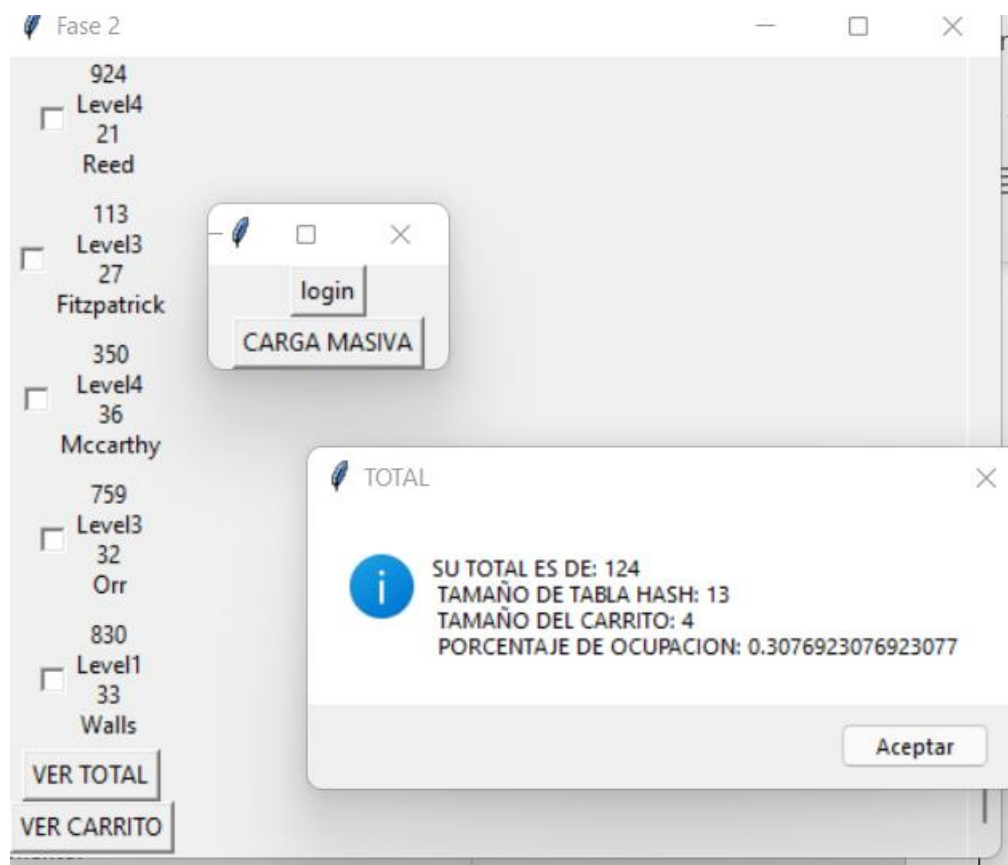 Fase 2
924
Level4
21
Reed
113
Level3
27
Fitzpatrick
350
Level4
36
Mccarthy
759
Level3
32
Orr
830
Level1
33
Walls
VER TOTAL
VER CARRITO
login
CARGA MASIVA
TOTAL
SU TOTAL ES DE: 124
TAMAÑO DE TABLA HASH: 13
TAMAÑO DEL CARRITO: 4
PORCENTAJE DE OCUPACION: 0.3076923076923077
Aceptar